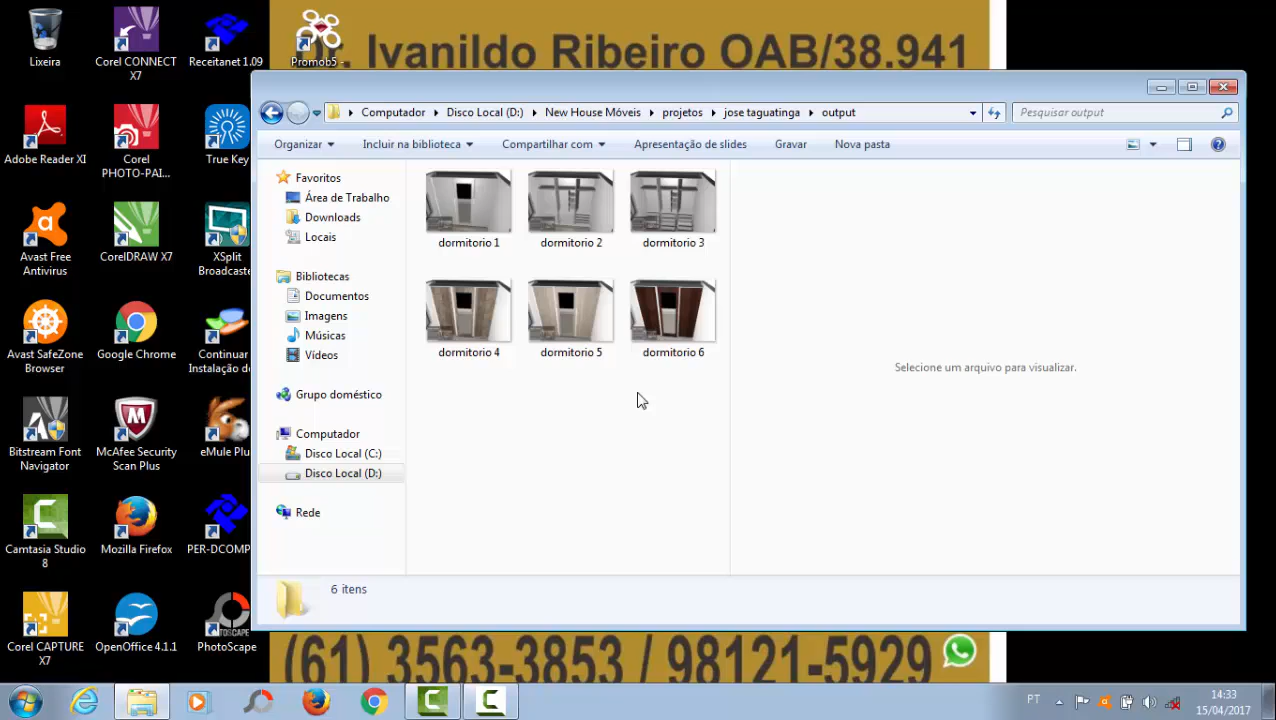 Dr. Ivanildo Ribeiro OAB/38.941
Lixeira
Corel CONNECT X7
Receitanet 1.09
Promob5 -
Adobe Reader XI
Corel PHOTO-PAI...
True Key
Avast Free Antivirus
CorelDRAW X7
XSplit Broadcaste
Avast SafeZone Browser
Google Chrome
Continuar Instalação d
Bitstream Font Navigator
McAfee Security Scan Plus
eMule Plu
Camtasia Studio 8
Mozilla Firefox
PER-DCOMP
Corel CAPTURE X7
OpenOffice 4.1.1
PhotoScape
Computador
Disco Local (D:)
New House Móveis
projetos
jose taguatinga
output
Pesquisar output
Organizar
Incluir na biblioteca
Compartilhar com
Apresentação de slides
Gravar
Nova pasta
Favoritos
Área de Trabalho
Downloads
Locais
Bibliotecas
Documentos
Imagens
Músicas
Vídeos
Grupo doméstico
Computador
Disco Local (C:)
Disco Local (D:)
Rede
dormitorio 1
dormitorio 2
dormitorio 3
dormitorio 4
dormitorio 5
dormitorio 6
Selecione um arquivo para visualizar.
6 itens
(61) 3563-3853 / 98121-5929
PT
14:33
15/04/2017